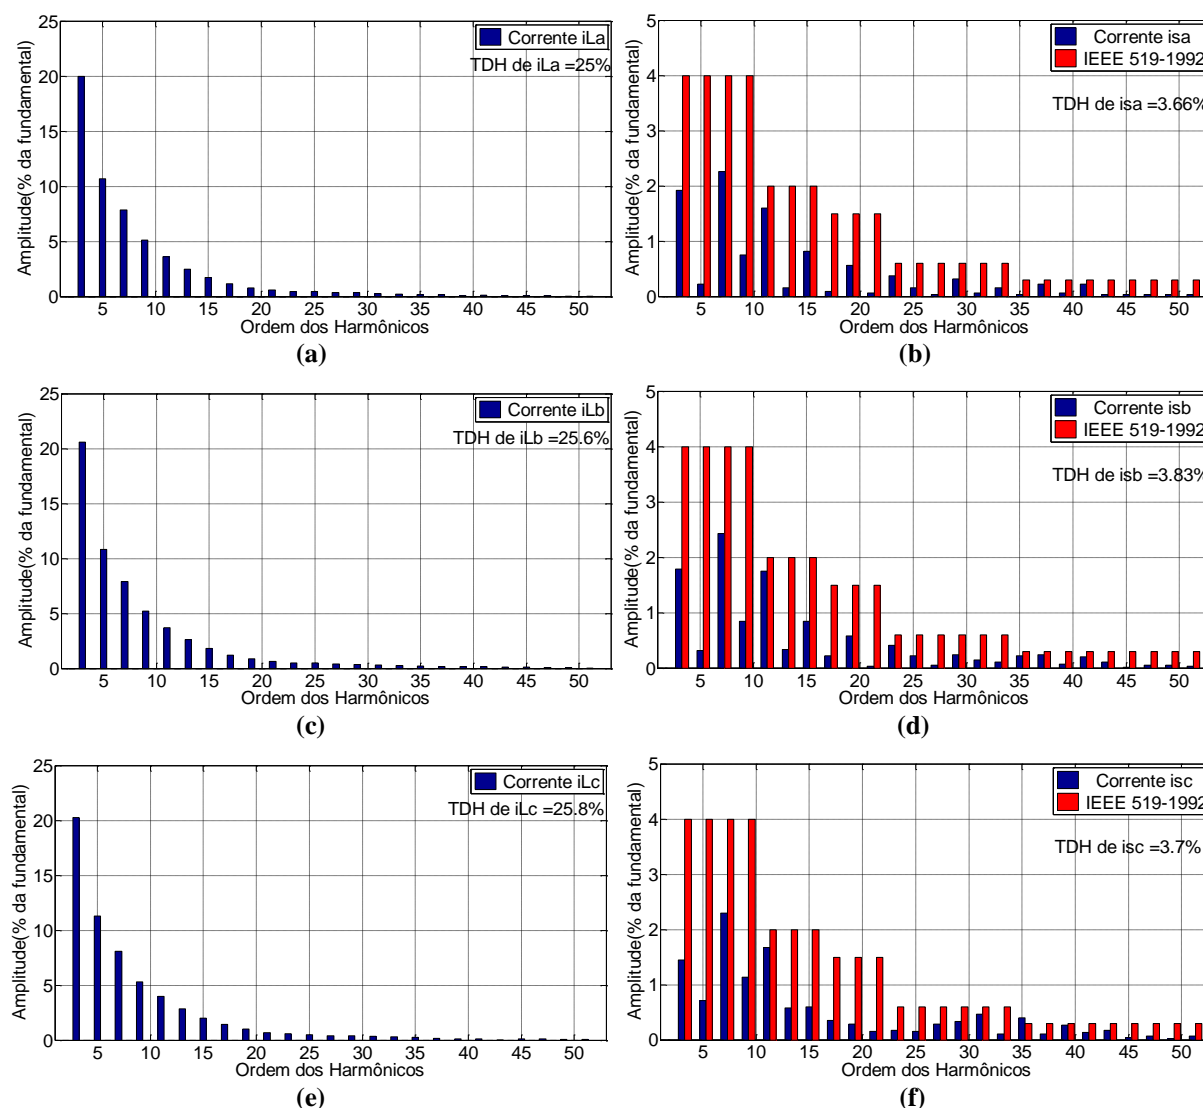 Amplitude(% da fundamental)
25
20
15
10
5
0
5 10 15 20 25 30 35 40 45 50
Ordem dos Harmônicos
Corrente iLa
TDH de iLa =25%
(a)
Amplitude(% da fundamental)
5
4
3
2
1
0
5 10 15 20 25 30 35 40 45 50
Ordem dos Harmônicos
Corrente isa
IEEE 519-1992
TDH de isa =3.66%
(b)
Amplitude(% da fundamental)
25
20
15
10
5
0
5 10 15 20 25 30 35 40 45 50
Ordem dos Harmônicos
Corrente iLb
TDH de iLb =25.6%
(c)
Amplitude(% da fundamental)
5
4
3
2
1
0
5 10 15 20 25 30 35 40 45 50
Ordem dos Harmônicos
Corrente isb
IEEE 519-1992
TDH de isb =3.83%
(d)
Amplitude(% da fundamental)
25
20
15
10
5
0
5 10 15 20 25 30 35 40 45 50
Ordem dos Harmônicos
Corrente iLc
TDH de iLc =25.8%
(e)
Amplitude(% da fundamental)
5
4
3
2
1
0
5 10 15 20 25 30 35 40 45 50
Ordem dos Harmônicos
Corrente isc
IEEE 519-1992
TDH de isc =3.7%
(f)